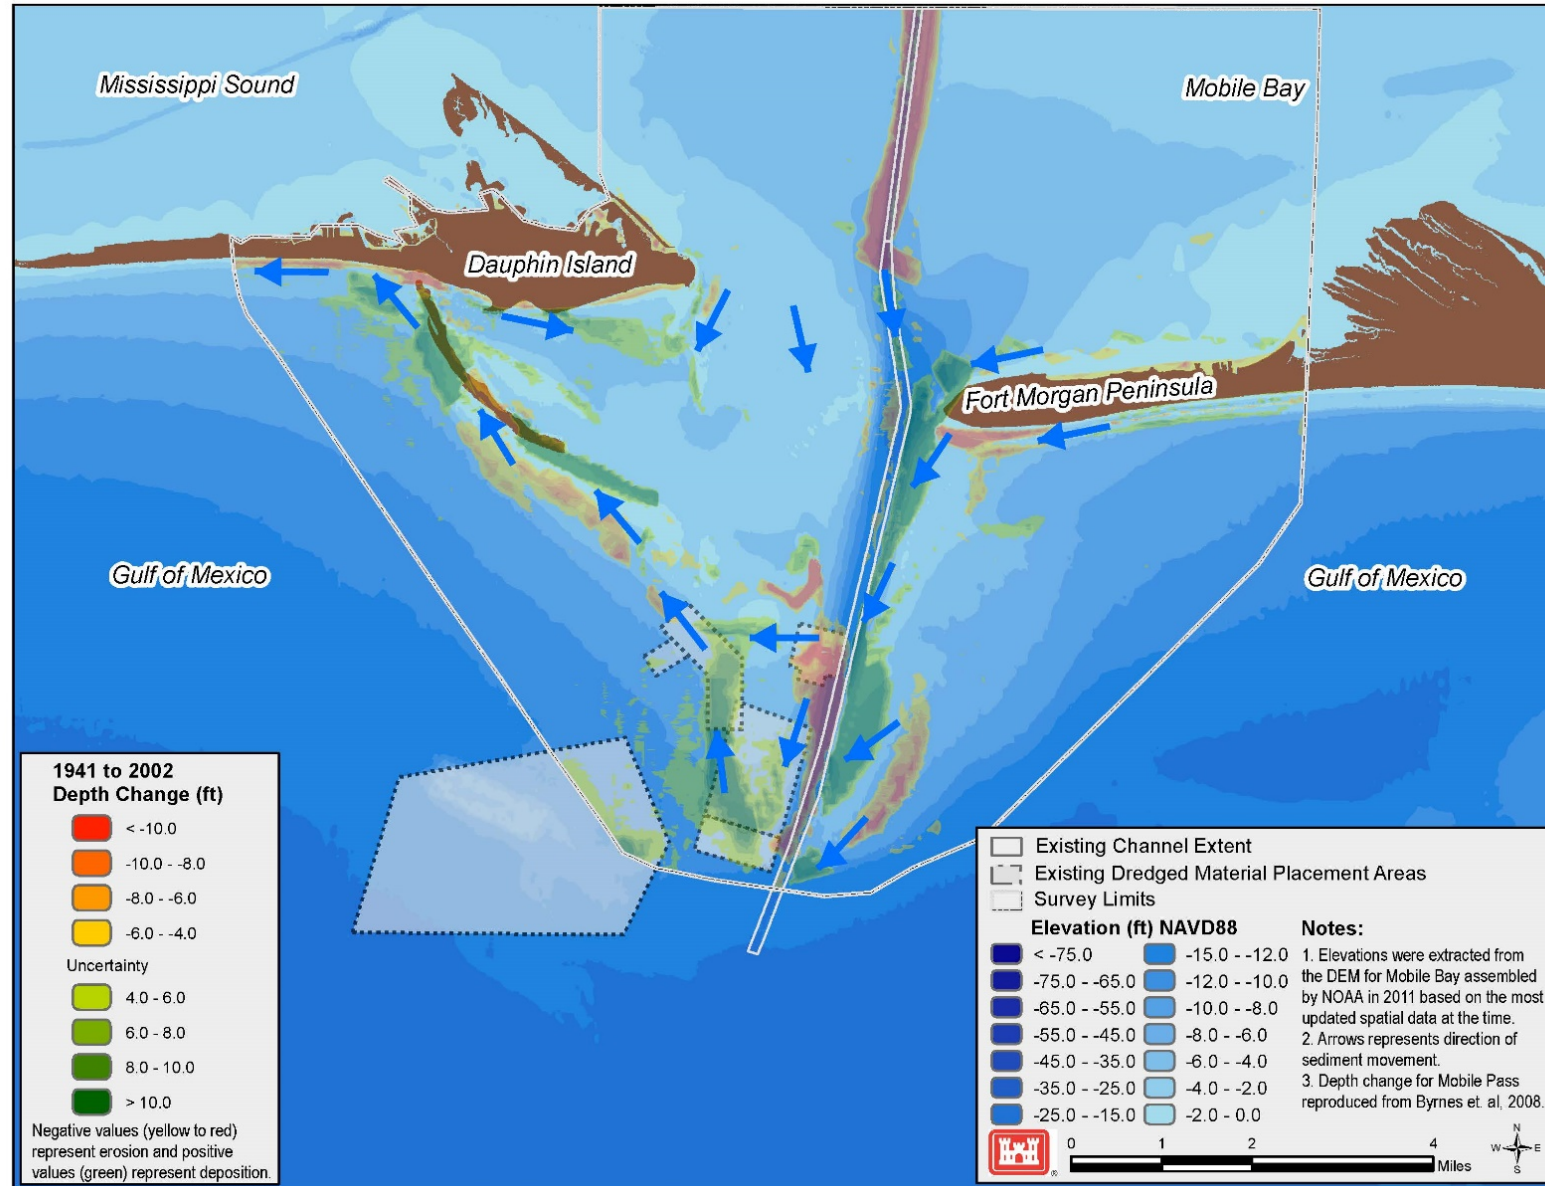 Mississippi Sound
Mobile Bay
Dauphin Island
Fort Morgan Peninsula
Gulf of Mexico
Gulf of Mexico
1941 to 2002
Depth Change (ft)
< -10.0
-10.0 - -8.0
-8.0 - -6.0
-6.0 - -4.0
Uncertainty
4.0 - 6.0
6.0 - 8.0
8.0 - 10.0
> 10.0
Negative values (yellow to red)
represent erosion and positive
values (green) represent deposition.
Existing Channel Extent
Existing Dredged Material Placement Areas
Survey Limits
Elevation (ft) NAVD88
< -75.0
-75.0 - -65.0
-65.0 - -55.0
-55.0 - -45.0
-45.0 - -35.0
-35.0 - -25.0
-25.0 - -15.0
-15.0 - -12.0
-12.0 - -10.0
-10.0 - -8.0
-8.0 - -6.0
-6.0 - -4.0
-4.0 - -2.0
-2.0 - 0.0
Notes:
1. Elevations were extracted from
the DEM for Mobile Bay assembled
by NOAA in 2011 based on the most
updated spatial data at the time.
2. Arrows represents direction of
sediment movement.
3. Depth change for Mobile Pass
reproduced from Byrnes et. al, 2008.
®
0 1 2 4
Miles
N
W E
S